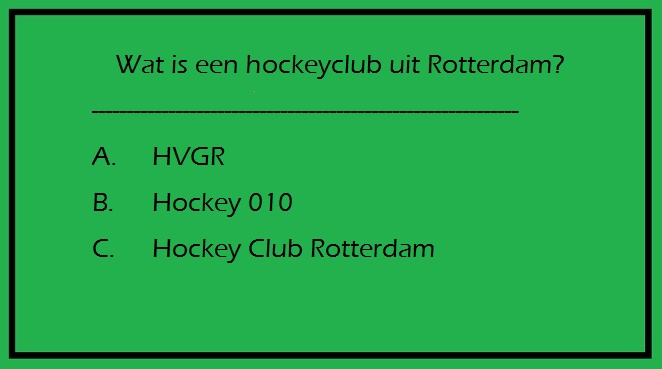 Wat is een hockeyclub uit Rotterdam?
A. HVGR
B. Hockey 010
C. Hockey Club Rotterdam